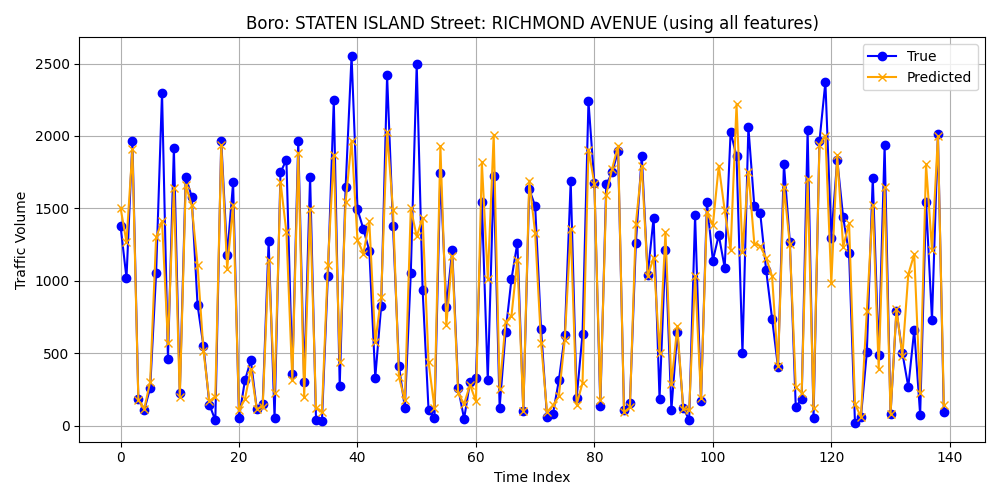 Boro: STATEN ISLAND Street: RICHMOND AVENUE (using all features)
True
Predicted
Traffic Volume
2500
2000
1500
1000
500
0
0 20 40 60 80 100 120 140
Time Index